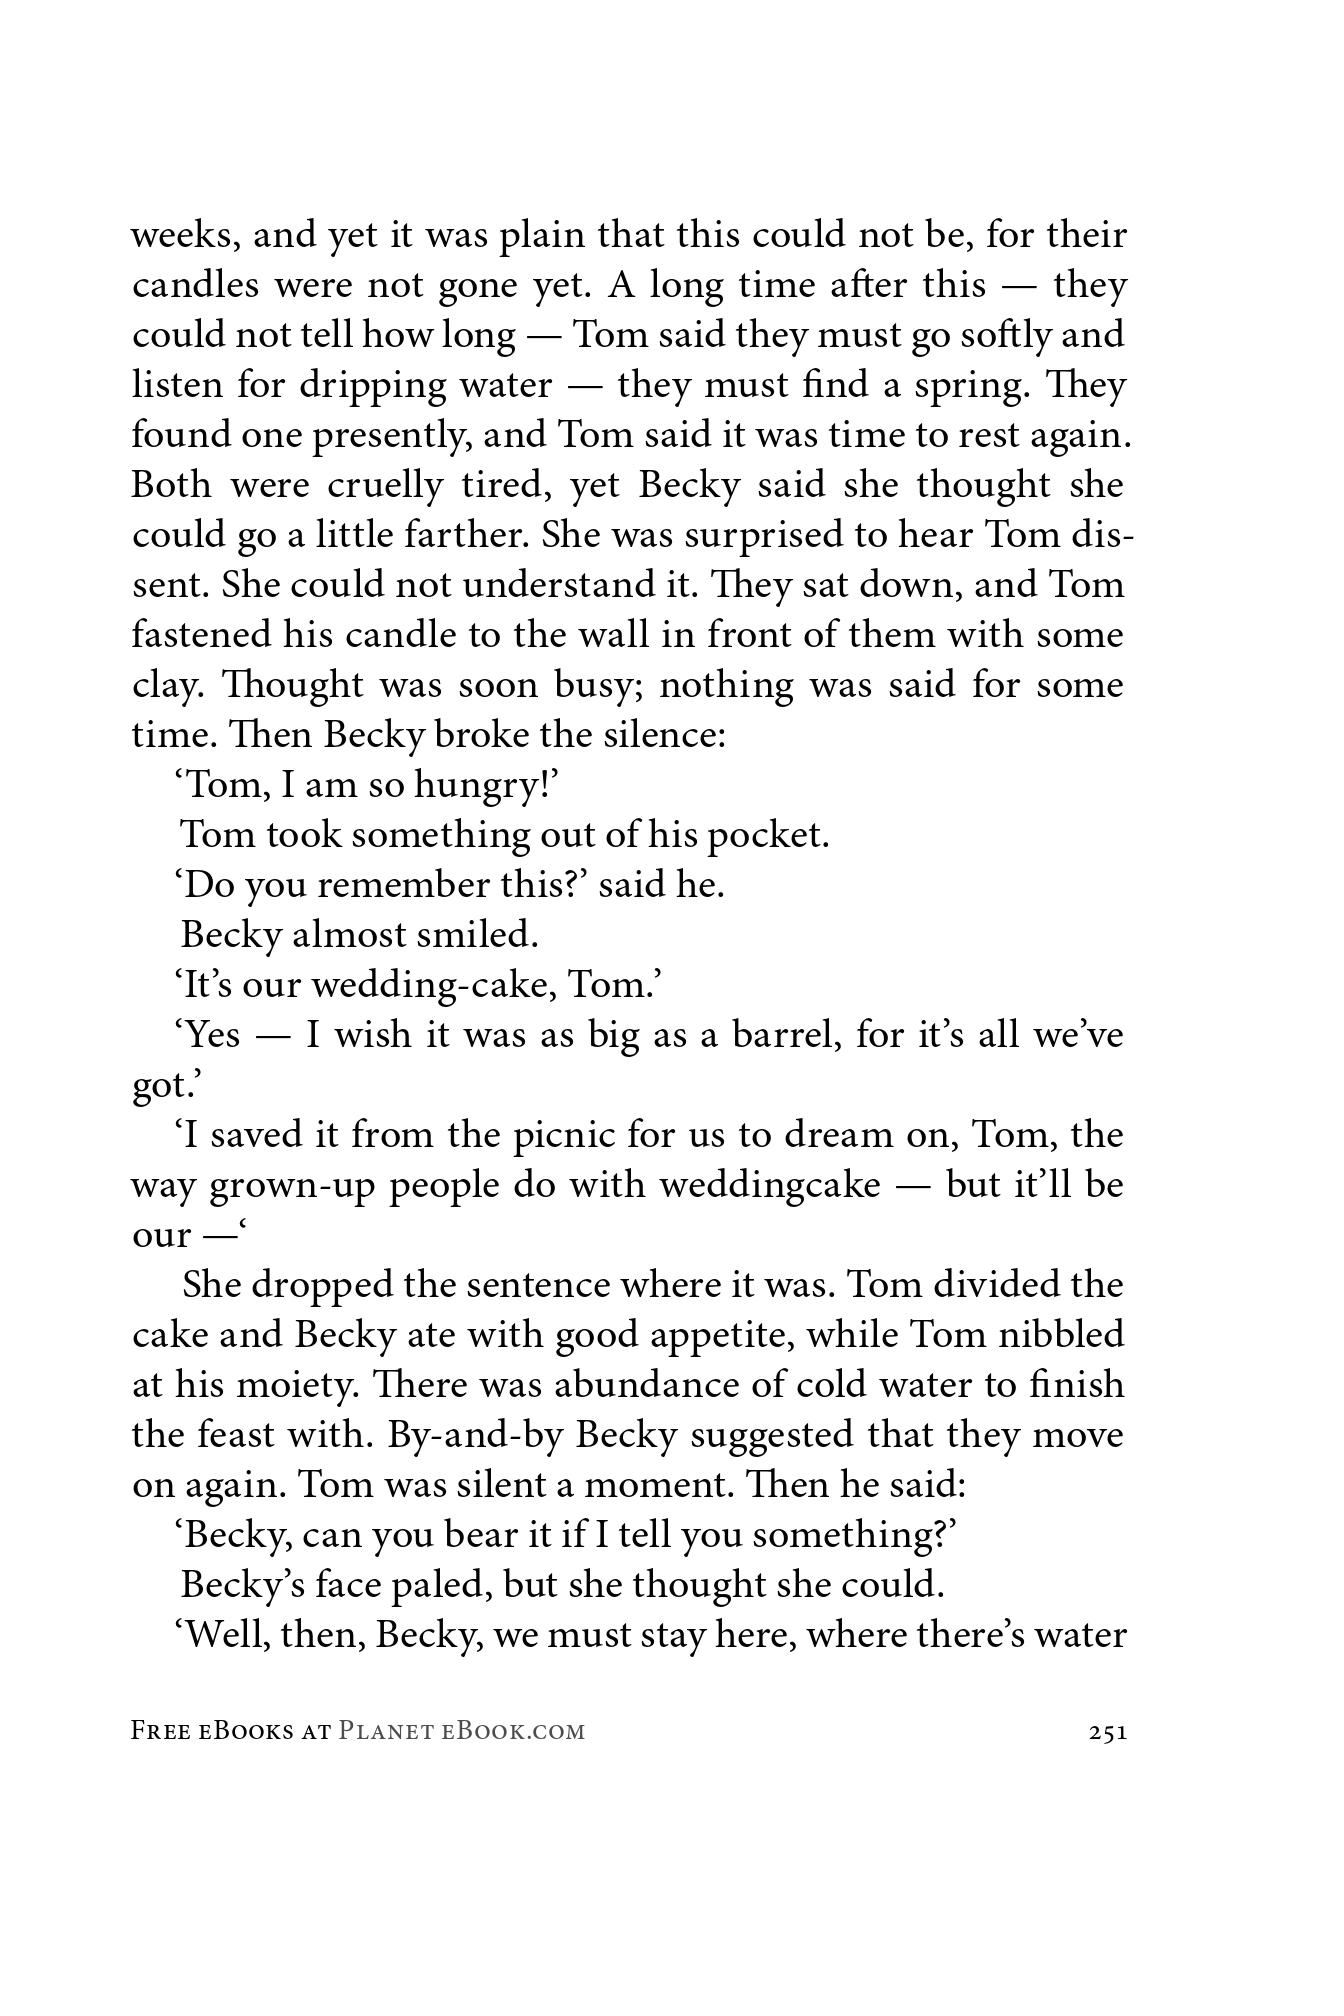 weeks, and yet it was plain that this could not be, for their
candles were not gone yet. A long time after this — they
could not tell how long — Tom said they must go softly and
listen for dripping water — they must find a spring. They
found one presently, and Tom said it was time to rest again.
Both were cruelly tired, yet Becky said she thought she
could go a little farther. She was surprised to hear Tom dis-
sent. She could not understand it. They sat down, and Tom
fastened his candle to the wall in front of them with some
clay. Thought was soon busy; nothing was said for some
time. Then Becky broke the silence:
‘Tom, I am so hungry!’
Tom took something out of his pocket.
‘Do you remember this?’ said he.
Becky almost smiled.
‘It’s our wedding-cake, Tom.’
‘Yes — I wish it was as big as a barrel, for it’s all we’ve
got.’
‘I saved it from the picnic for us to dream on, Tom, the
way grown-up people do with weddingcake — but it’ll be
our —‘
She dropped the sentence where it was. Tom divided the
cake and Becky ate with good appetite, while Tom nibbled
at his moiety. There was abundance of cold water to finish
the feast with. By-and-by Becky suggested that they move
on again. Tom was silent a moment. Then he said:
‘Becky, can you bear it if I tell you something?’
Becky’s face paled, but she thought she could.
‘Well, then, Becky, we must stay here, where there’s water
Free eBooks at Planet eBook.com 251